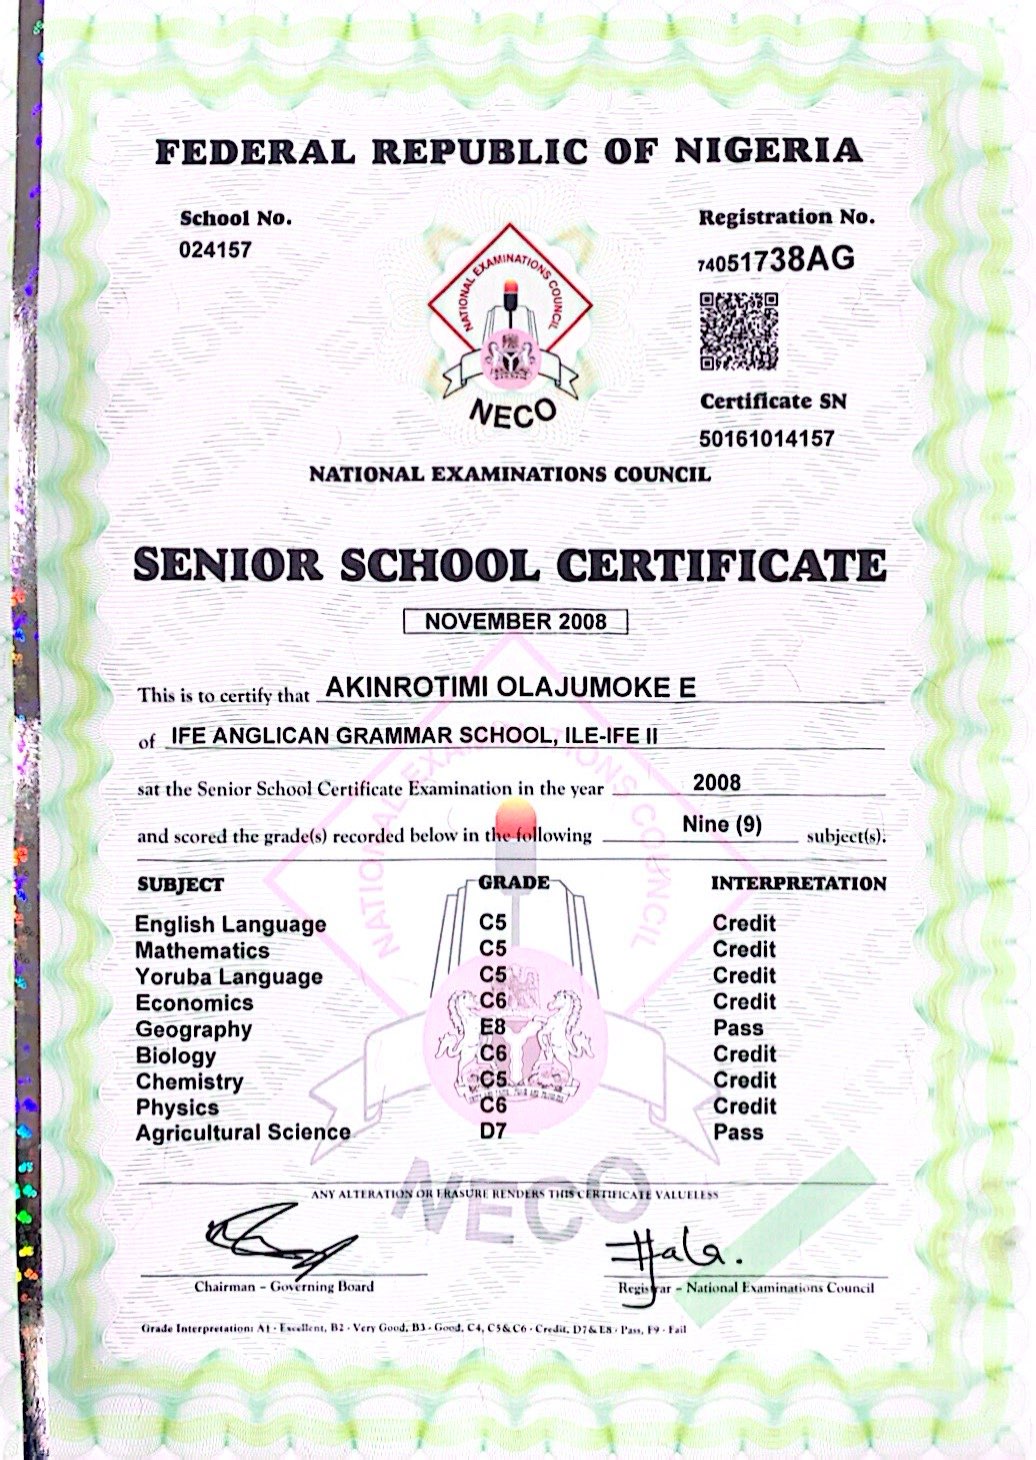 FEDERAL REPUBLIC OF NIGERIA
School No.
024157
Registration No.
74051738AG
NATIONAL EXAMINATIONS COUNCIL
NECO
Certificate SN
50161014157
NATIONAL EXAMINATIONS COUNCIL
SENIOR SCHOOL CERTIFICATE
NOVEMBER 2008
This is to certify that AKINROTIMI OLAJUMOKE E
of IFE ANGLICAN GRAMMAR SCHOOL, ILE-IFE II
sat the Senior School Certificate Examination in the year 2008
and scored the grade(s) recorded below in the following Nine (9) subject(s).
NATIONAL EXAMINATIONS COUNCIL
SUBJECT GRADE INTERPRETATION
English Language C5 Credit
Mathematics C5 Credit
Yoruba Language C5 Credit
Economics C6 Credit
Geography E8 Pass
Biology C6 Credit
Chemistry C5 Credit
Physics C6 Credit
Agricultural Science D7 Pass
NECO
ANY ALTERATION OR ERASURE RENDERS THIS CERTIFICATE VALUELESS
Chairman - Governing Board
Registrar - National Examinations Council
Grade Interpretation: A1 - Excellent, B2 - Very Good, B3 - Good, C4, C5 & C6 - Credit, D7 & E8 - Pass, F9 - Fail